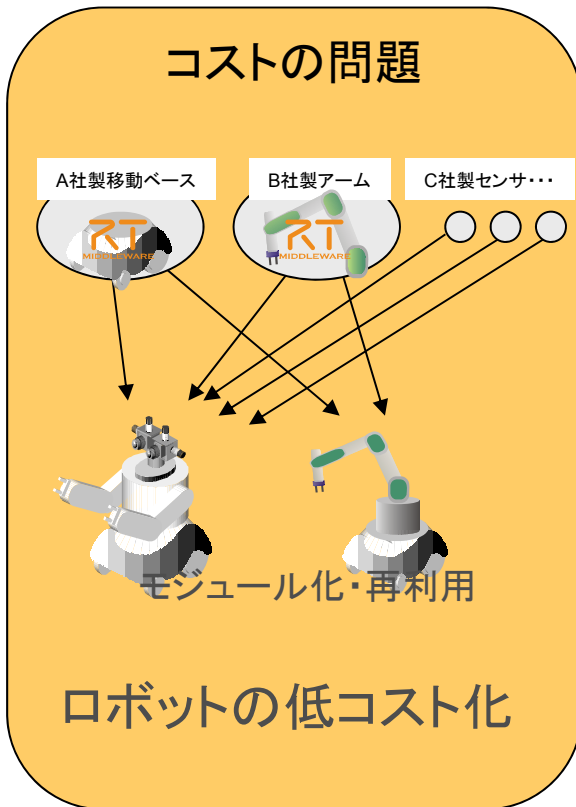 コストの問題
A社製移動ベース
B社製アーム
C社製センサ・・・
RT
MIDDLEWARE
RT
MIDDLEWARE
モジュール化・再利用
ロボットの低コスト化